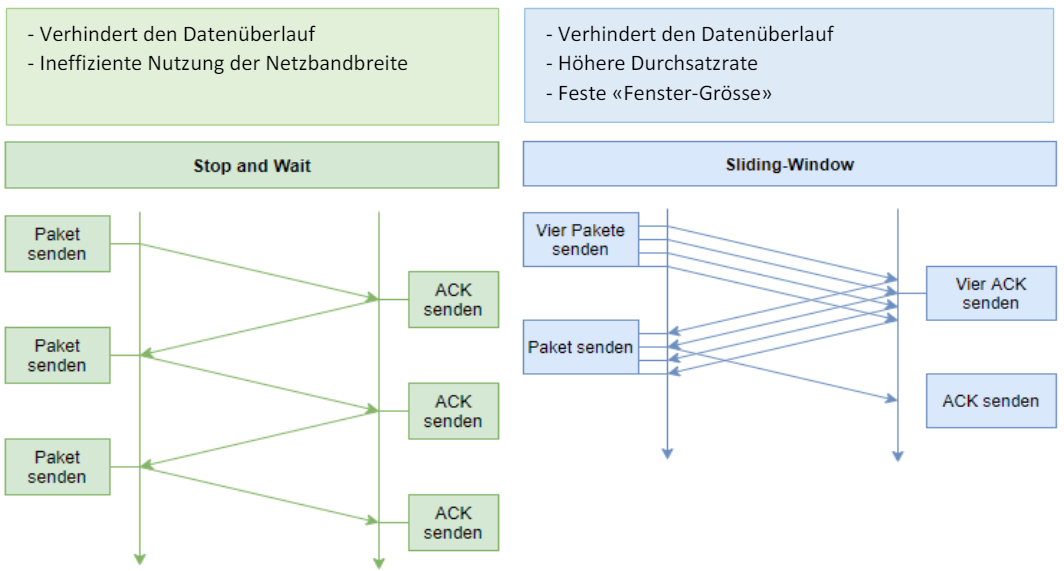 - Verhindert den Datenüberlauf
- Ineffiziente Nutzung der Netzbandbreite
- Verhindert den Datenüberlauf
- Höhere Durchsatzrate
- Feste «Fenster-Grösse»
Stop and Wait
Paket
senden
ACK
senden
Paket
senden
ACK
senden
Paket
senden
ACK
senden
Sliding-Window
Vier Pakete
senden
Vier ACK
senden
Paket senden
ACK senden